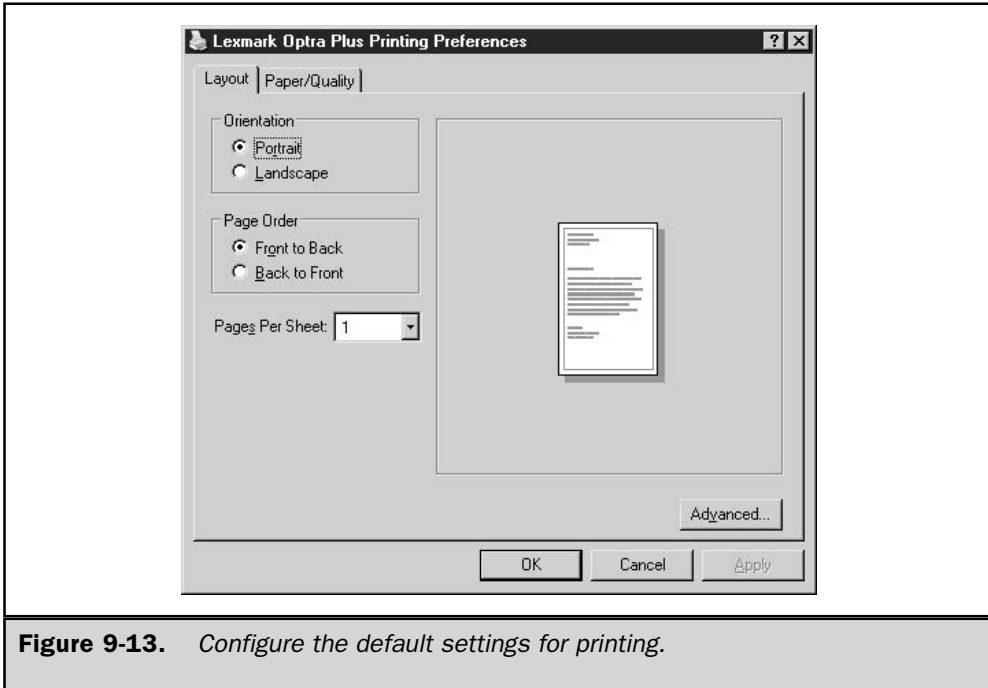 Lexmark Optra Plus Printing Preferences
Layout
Paper/Quality
Orientation
Portrait
Landscape
Page Order
Front to Back
Back to Front
Pages Per Sheet: 1
Advanced...
OK
Cancel
Apply
Figure 9-13. Configure the default settings for printing.